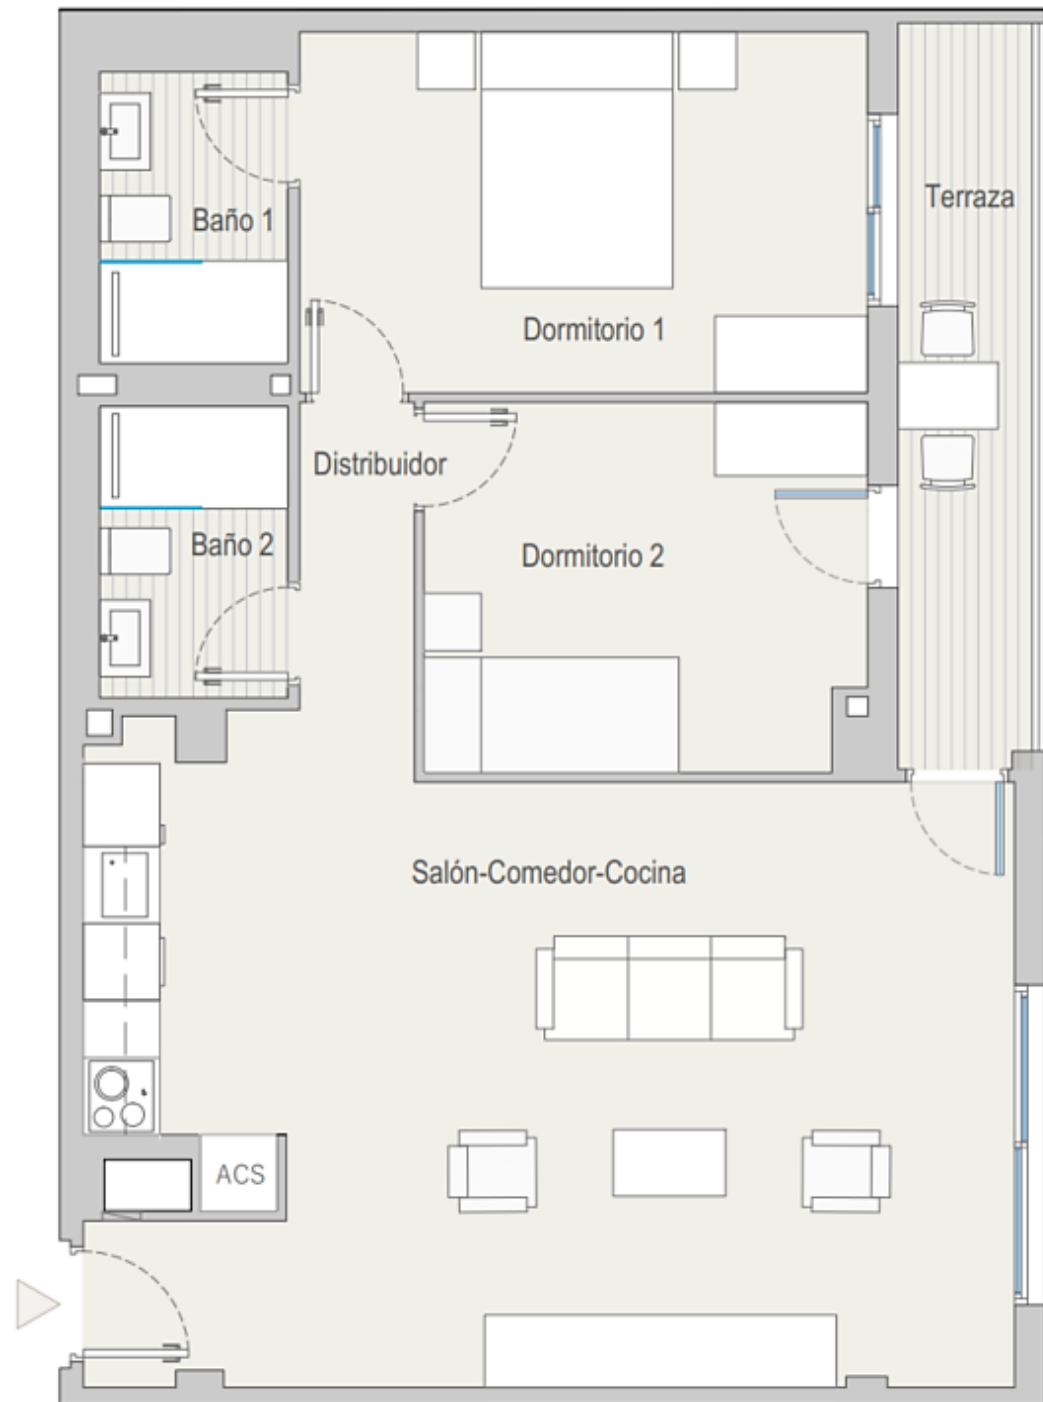 Baño 1
Terraza
Dormitorio 1
Distribuidor
Baño 2
Dormitorio 2
Salón-Comedor-Cocina
ACS